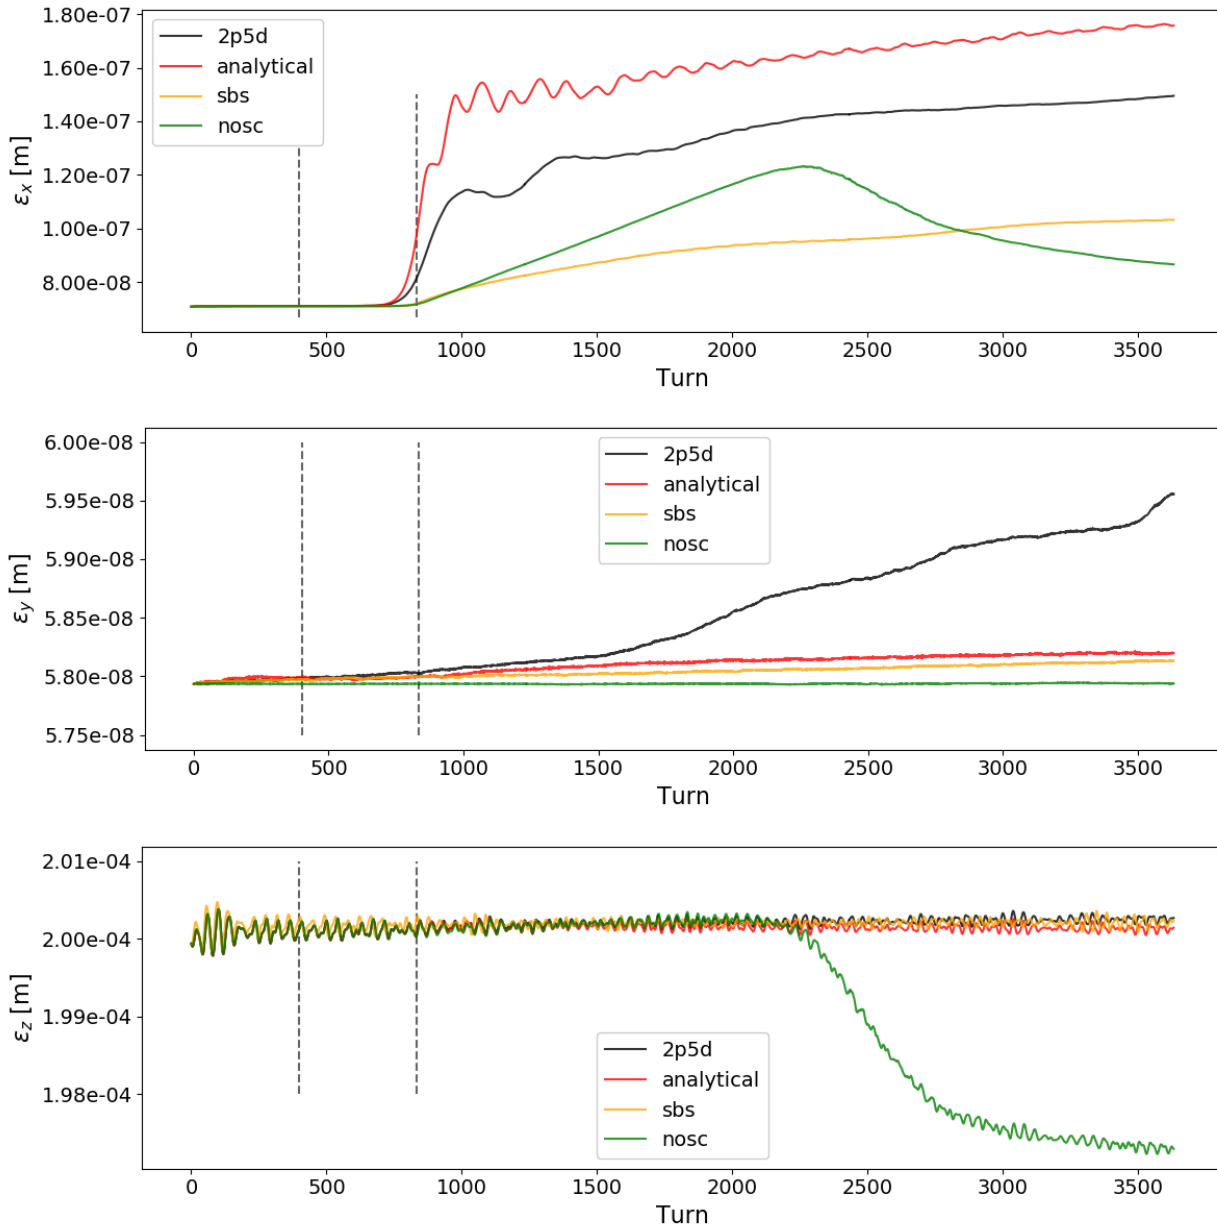 1.80e-07
1.60e-07
1.40e-07
1.20e-07
1.00e-07
8.00e-08
εx [m]
2p5d
analytical
sbs
nosc
0 500 1000 1500 2000 2500 3000 3500
Turn
6.00e-08
5.95e-08
5.90e-08
5.85e-08
5.80e-08
5.75e-08
εy [m]
2p5d
analytical
sbs
nosc
0 500 1000 1500 2000 2500 3000 3500
Turn
2.01e-04
2.00e-04
1.99e-04
1.98e-04
εz [m]
2p5d
analytical
sbs
nosc
0 500 1000 1500 2000 2500 3000 3500
Turn